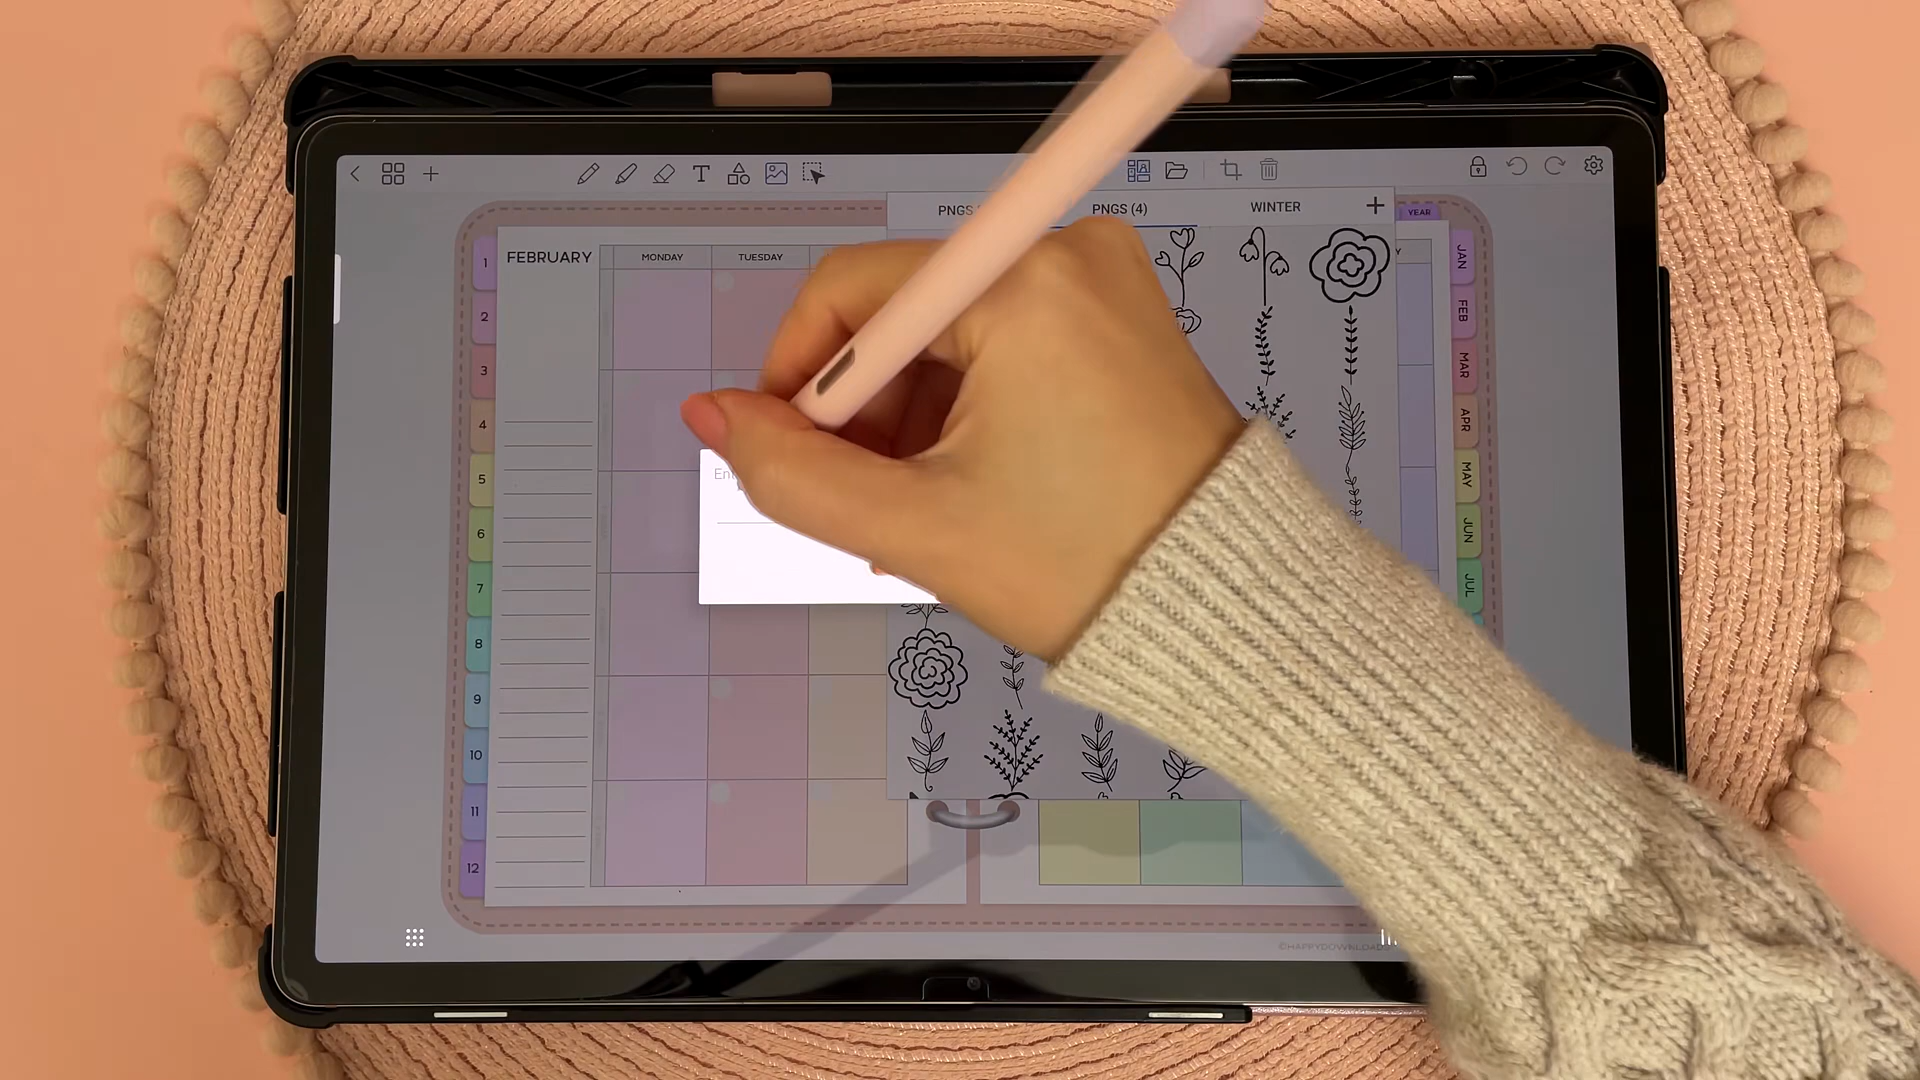 PNGS
PNGS (4)
WINTER
YEAR
FEBRUARY
MONDAY
TUESDAY
1
2
3
4
5
6
7
8
9
10
11
12
JAN
FEB
MAR
APR
MAY
JUN
JUL
©HAPPYDOWNLOADS